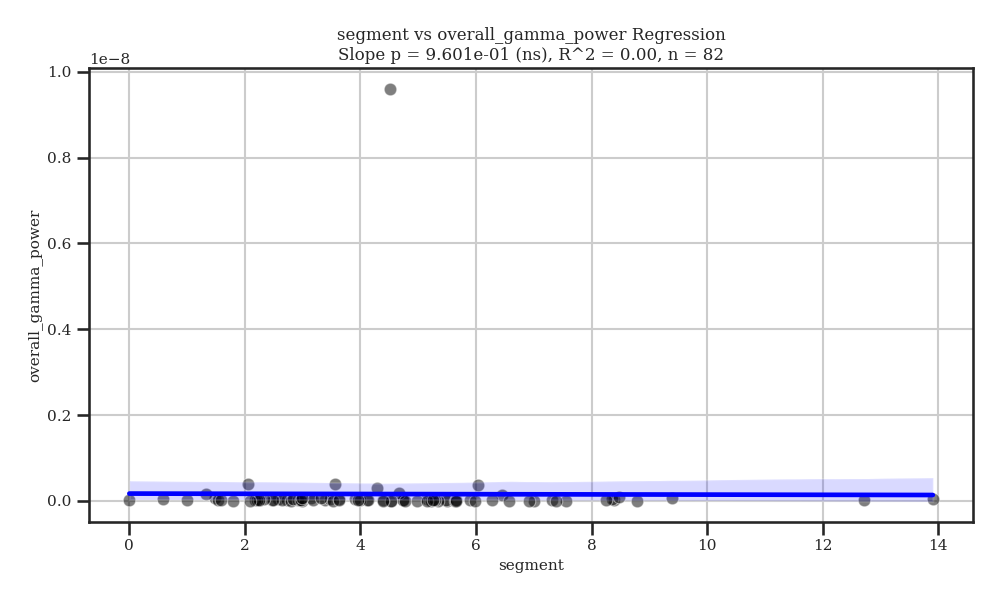 segment vs overall_gamma_power Regression
Slope p = 9.601e-01 (ns), R^2 = 0.00, n = 82
1e−8
1.0
0.8
0.6
0.4
0.2
0.0
overall_gamma_power
0 2 4 6 8 10 12 14
segment